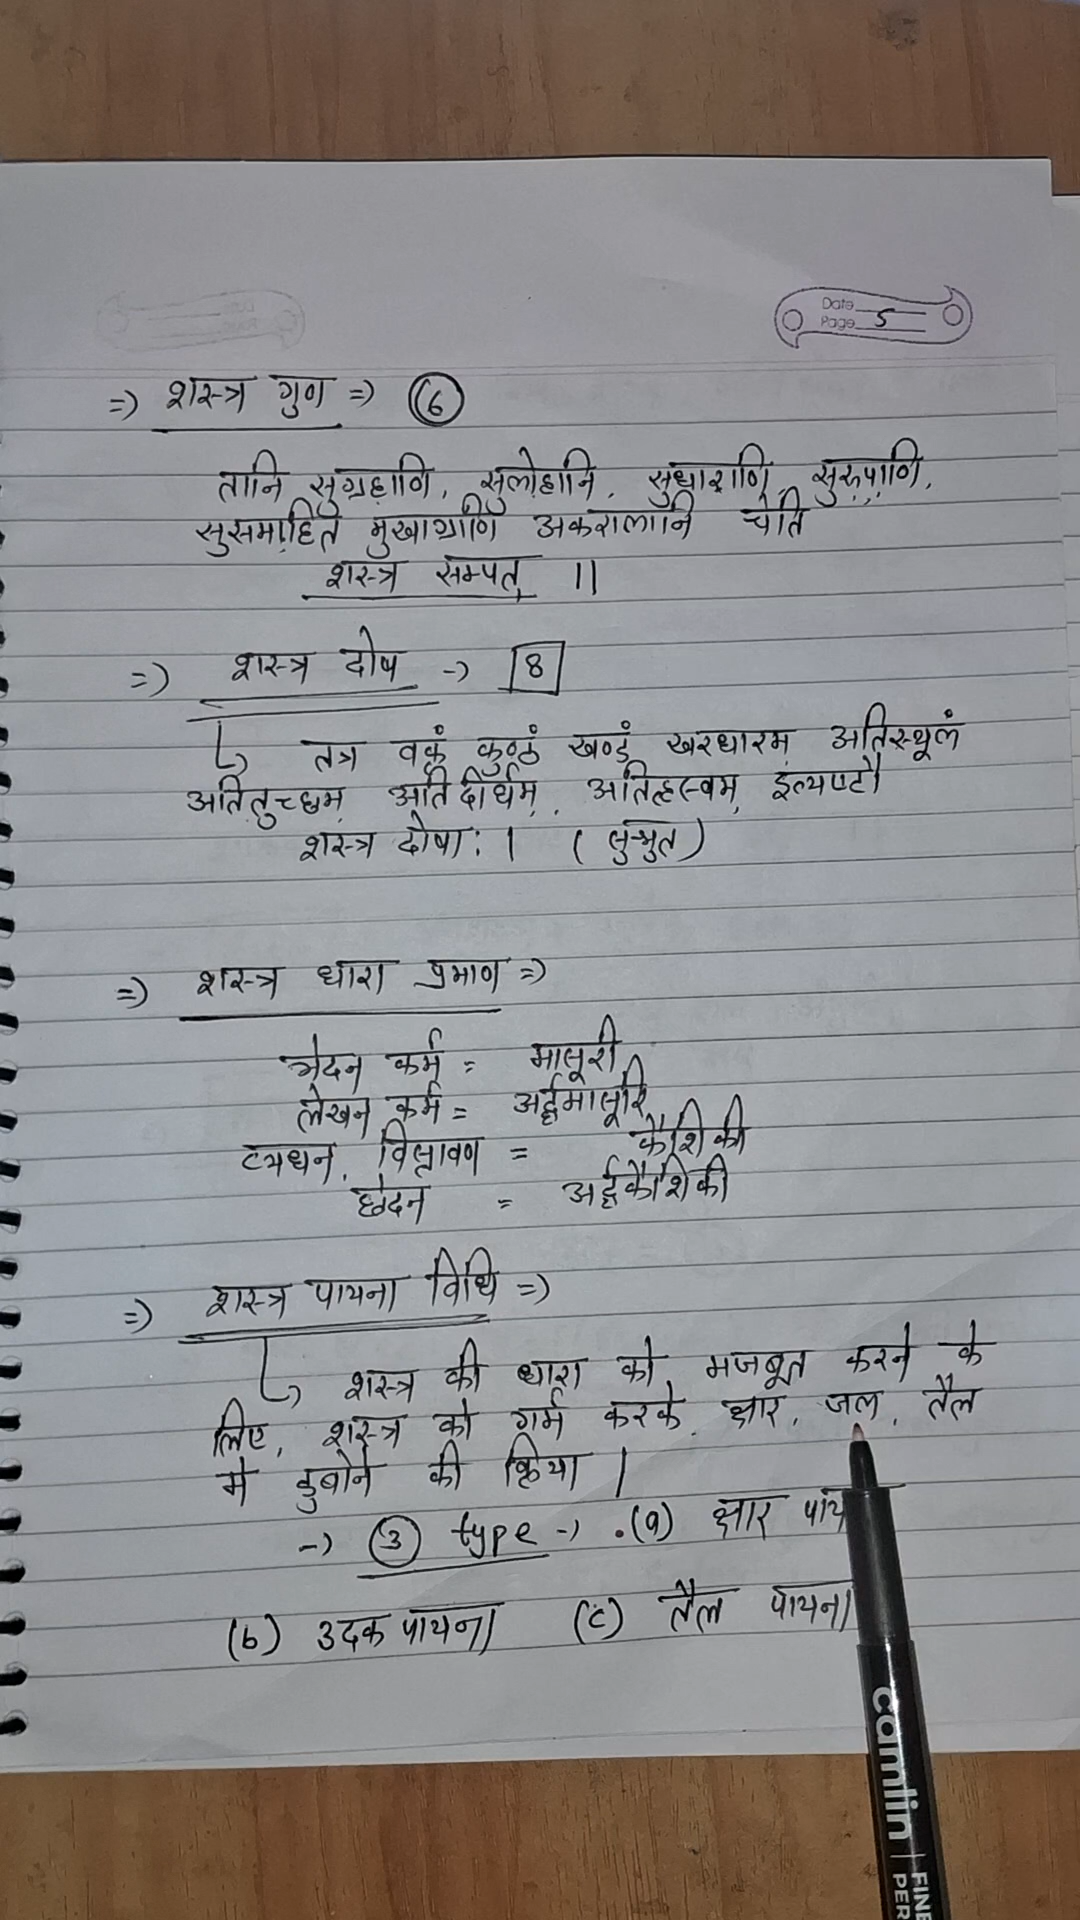 Date
Page 5
=> शस्त्र गुण => 6
तानि सुग्रहाणि, सुलोहानि, सुधाराणि, सुरुपाणि,
सुसमाहित मुखाग्राणि अकरालानि चेति
शस्त्र सम्पत् ||
=> शस्त्र दोष -> 8
तत्र वक्रं कुण्ठं खण्डं खरधारम अतिस्थूलं
अतितुच्छम, अतिदीर्घम, अतिह्रस्वम, इत्यष्टौ
शस्त्र दोषा: | (सुश्रुत)
=> शस्त्र धारा प्रमाण =>
भेदन कर्म = मासूरी
लेखन कर्म = अर्द्धमासूरि
व्यधन, विस्रावण = कैशिकी
छेदन = अर्द्धकैशिकी
=> शस्त्र पायना विधि =>
शस्त्र की धारा को मजबूत करने के
लिए, शस्त्र को गर्म करके, क्षार, जल, तैल
मे डुबोने की क्रिया |
-> 3 type -> .(a) क्षार पाय
(b) उदक पायना (c) तैल पायना
camlin FINE
PER